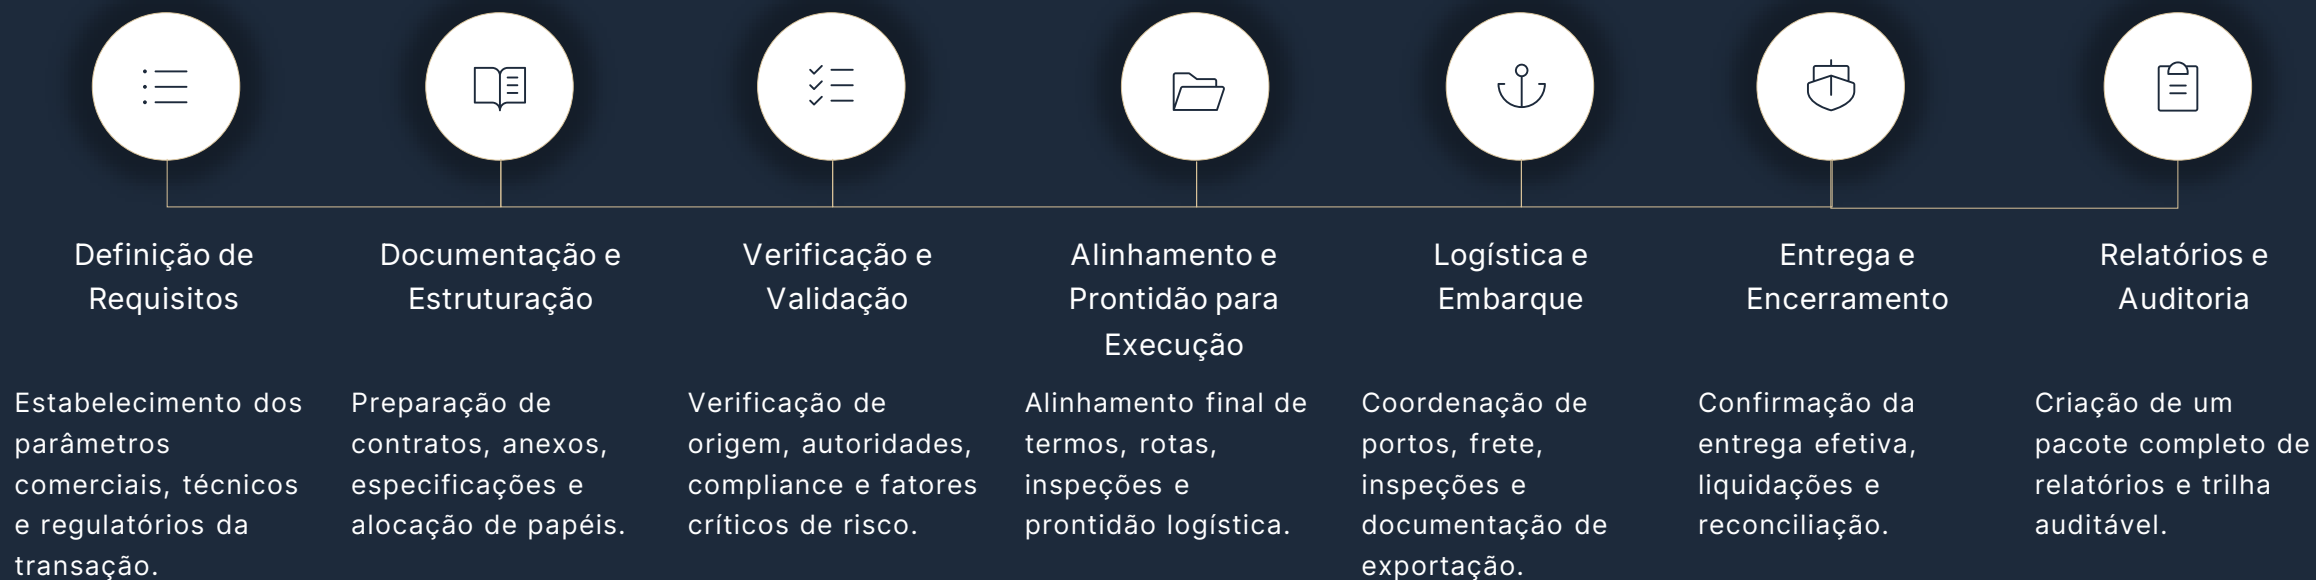 Definição de
Requisitos
Documentação e
Estruturação
Verificação e
Validação
Alinhamento e
Prontidão para
Execução
Logística e
Embarque
Entrega e
Encerramento
Relatórios e
Auditoria
Estabelecimento dos
parâmetros
comerciais, técnicos
e regulatórios da
transação.
Preparação de
contratos, anexos,
especificações e
alocação de papéis.
Verificação de
origem, autoridades,
compliance e fatores
críticos de risco.
Alinhamento final de
termos, rotas,
inspeções e
prontidão logística.
Coordenação de
portos, frete,
inspeções e
documentação de
exportação.
Confirmação da
entrega efetiva,
liquidações e
reconciliação.
Criação de um
pacote completo de
relatórios e trilha
auditável.